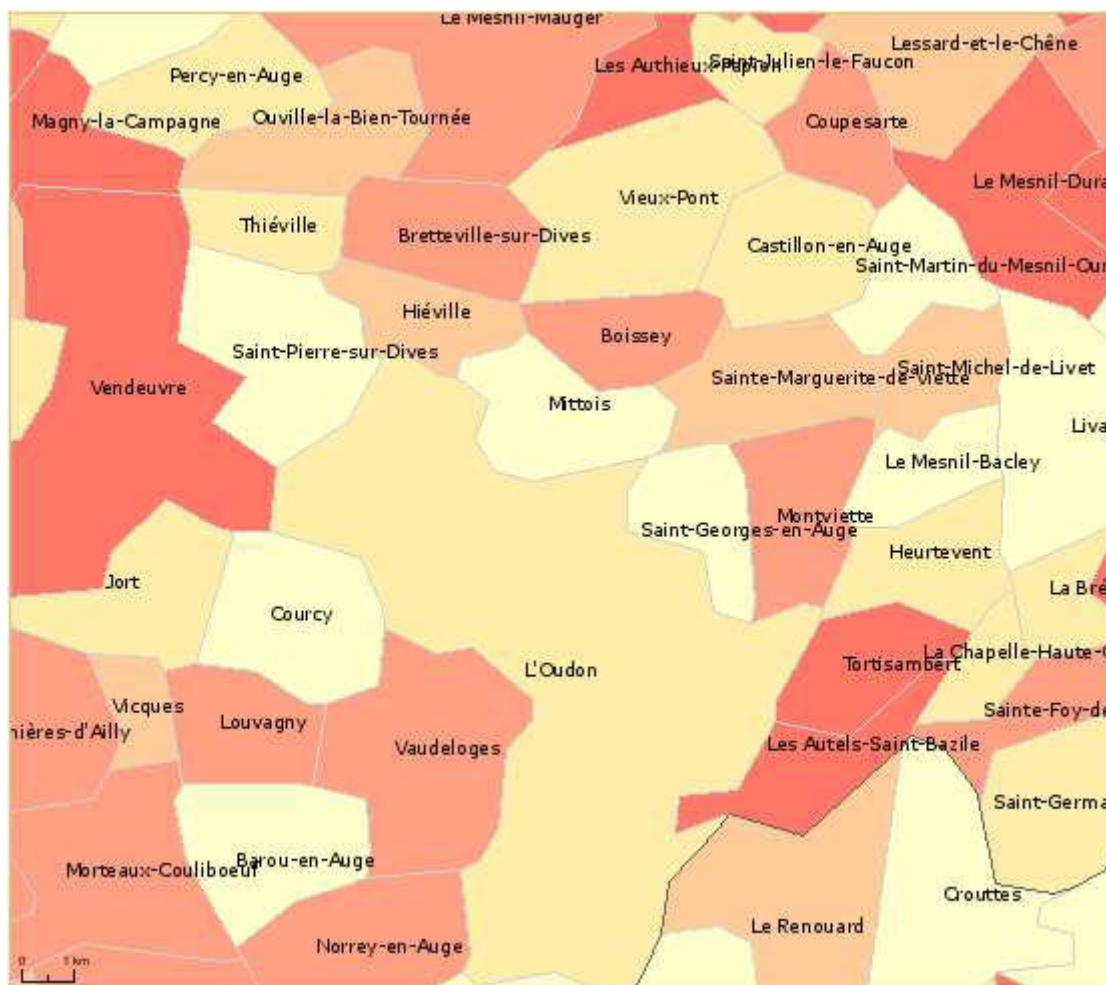 Le Mesnil-Mauger
Lessard-et-le-Chêne
Les Authieux-Papion
Saint-Julien-le-Faucon
Percy-en-Auge
Magny-la-Campagne
Ouville-la-Bien-Tournée
Coupesarte
Le Mesnil-Dura
Vieux-Pont
Thiéville
Bretteville-sur-Dives
Castillon-en-Auge
Saint-Martin-du-Mesnil-Our
Hiéville
Boissey
Saint-Pierre-sur-Dives
Saint-Michel-de-Livet
Sainte-Marguerite-de-Viette
Vendeuvre
Mittois
Liva
Le Mesnil-Bacley
Montviette
Saint-Georges-en-Auge
Heurtevent
Jort
La Bré
Courcy
La Chapelle-Haute-G
Tortisambert
L'Oudon
Vicques
Sainte-Foy-de
Louvagny
nières-d'Ailly
Vaudeloges
Les Autels-Saint-Bazile
Saint-Germa
Barou-en-Auge
Morteaux-Couliboeuf
Crouttes
Le Renouard
Norrey-en-Auge
0 1 km